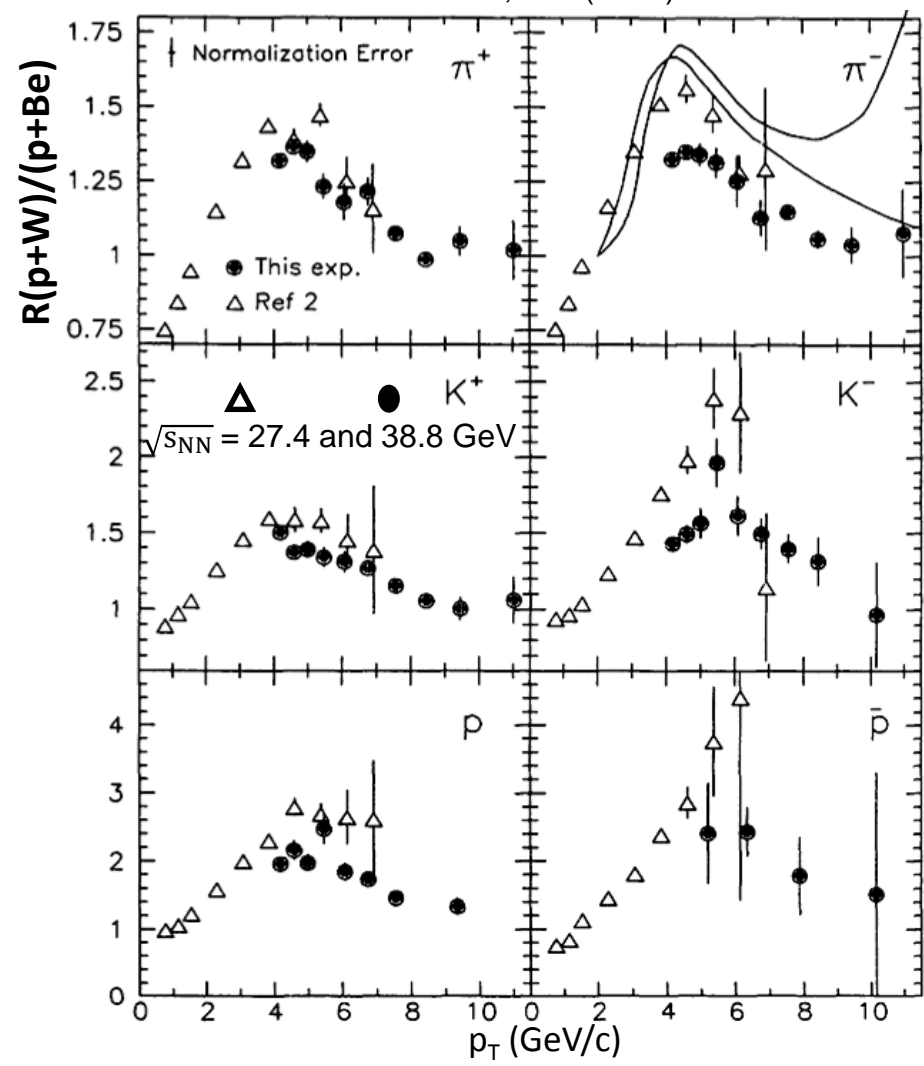 R(p+W)/(p+Be)
1.75
1.5
1.25
1
0.75
Normalization Error
π+
This exp.
Ref 2
π−
2.5
2
1.5
1
K+
√sNN = 27.4 and 38.8 GeV
K−
4
3
2
1
0
p
p̄
0 2 4 6 8 10 0 2 4 6 8 10
pT (GeV/c)